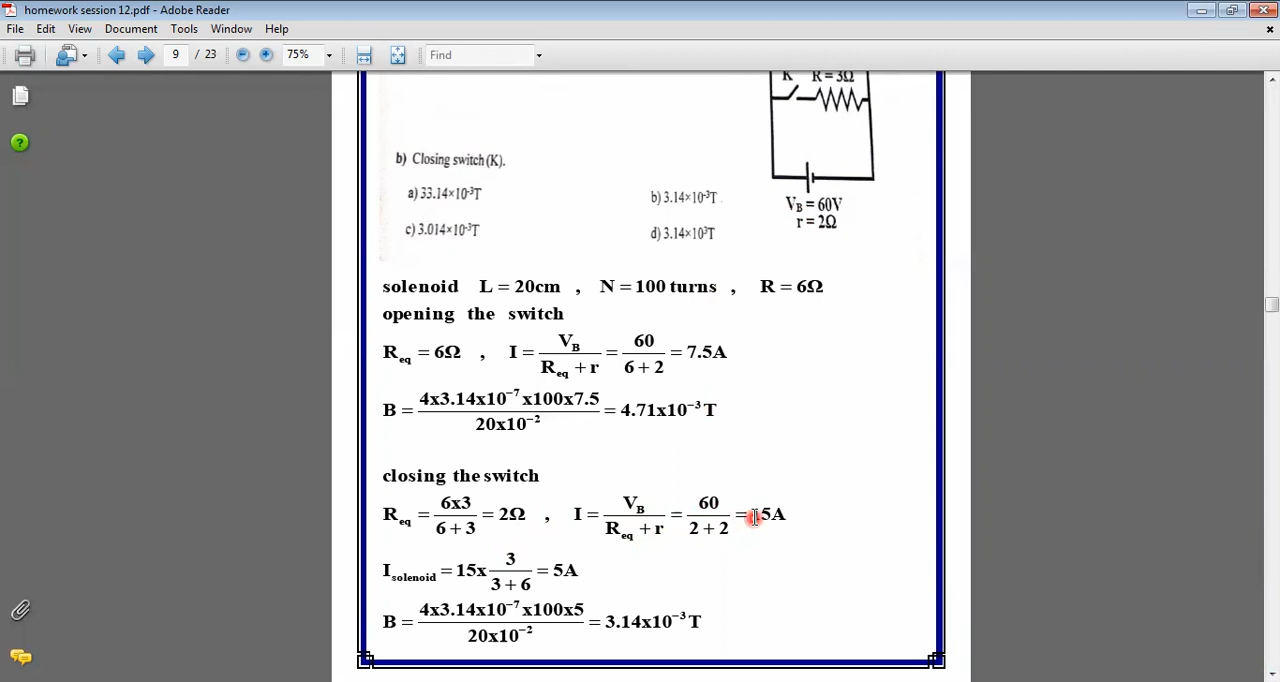 homework session 12.pdf - Adobe Reader
File Edit View Document Tools Window Help
9 / 23 75% Find
K R = 3Ω
b) Closing switch (K).
a) 33.14×10⁻³T b) 3.14×10⁻³T
c) 3.014×10⁻³T d) 3.14×10³T
V_B = 60V
r = 2Ω
solenoid L = 20cm , N = 100 turns , R = 6Ω
opening the switch
R_eq = 6Ω , I = V_B / (R_eq + r) = 60 / (6 + 2) = 7.5A
B = 4x3.14x10⁻⁷x100x7.5 / 20x10⁻² = 4.71x10⁻³T
closing the switch
R_eq = 6x3 / (6 + 3) = 2Ω , I = V_B / (R_eq + r) = 60 / (2 + 2) = 15A
I_solenoid = 15x 3 / (3 + 6) = 5A
B = 4x3.14x10⁻⁷x100x5 / 20x10⁻² = 3.14x10⁻³T